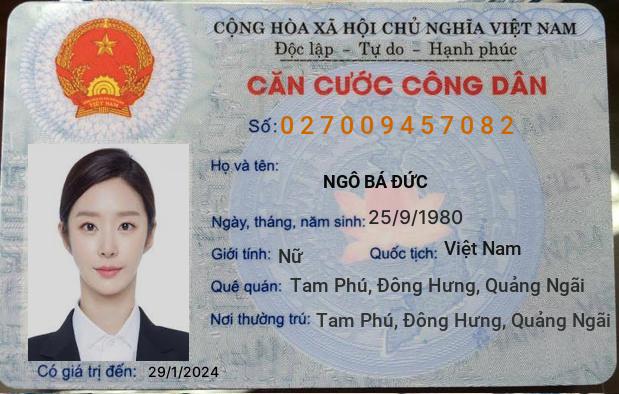 CỘNG HÒA XÃ HỘI CHỦ NGHĨA VIỆT NAM
Độc lập - Tự do - Hạnh phúc
CĂN CƯỚC CÔNG DÂN
Số: 027009457082
Họ và tên:
NGÔ BÁ ĐỨC
Ngày, tháng, năm sinh: 25/9/1980
Giới tính: Nữ Quốc tịch: Việt Nam
Quê quán: Tam Phú, Đông Hưng, Quảng Ngãi
Nơi thường trú: Tam Phú, Đông Hưng, Quảng Ngãi
Có giá trị đến: 29/1/2024